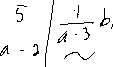 5
a - 2 / 1/(a - 3) b,